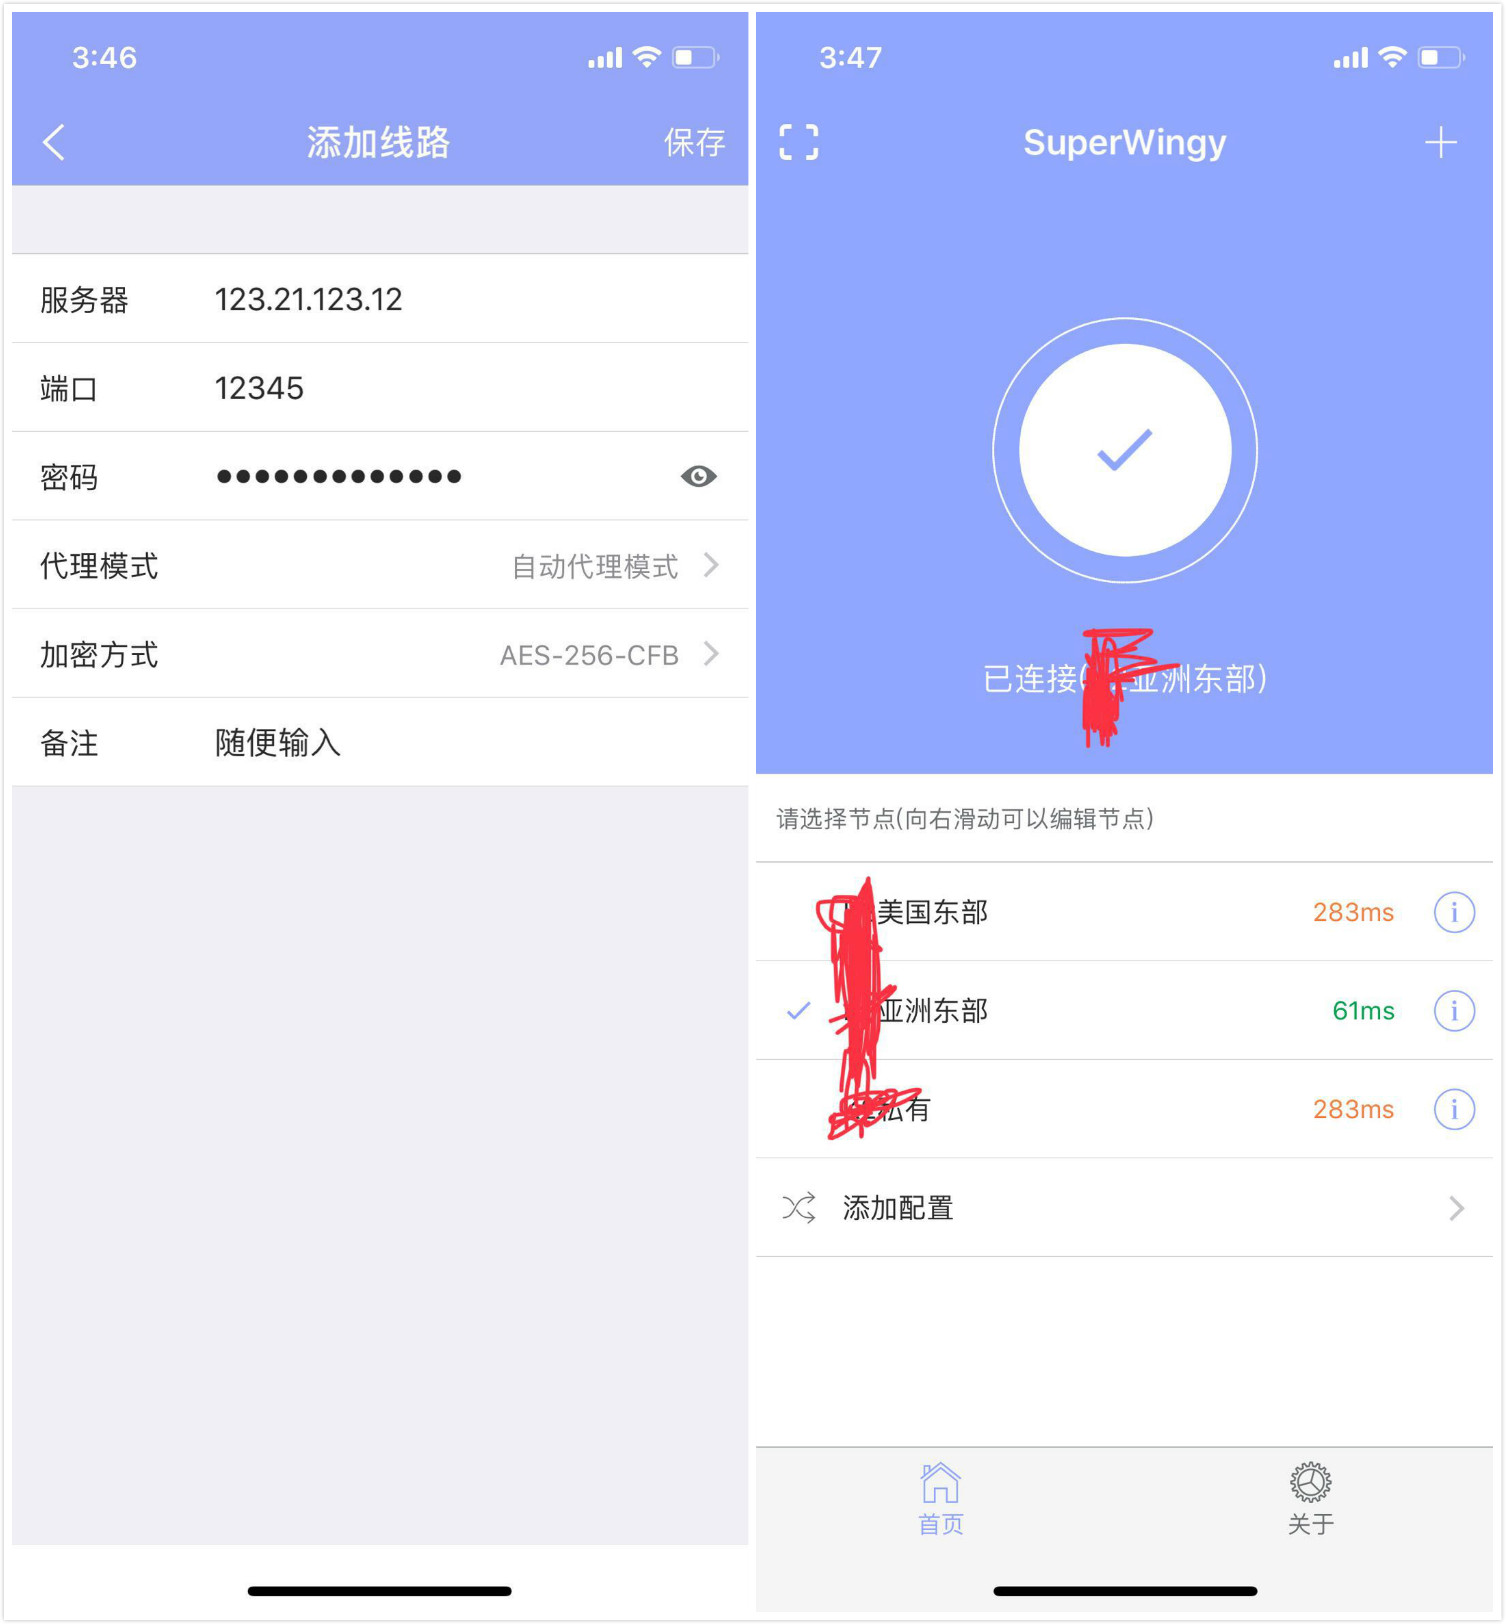 3:46
添加线路
保存
服务器 123.21.123.12
端口 12345
密码 •••••••••••••
代理模式 自动代理模式
加密方式 AES-256-CFB
备注 随便输入
3:47
SuperWingy
已连接(亚洲东部)
请选择节点(向右滑动可以编辑节点)
美国东部 283ms
亚洲东部 61ms
私有 283ms
添加配置
首页
关于